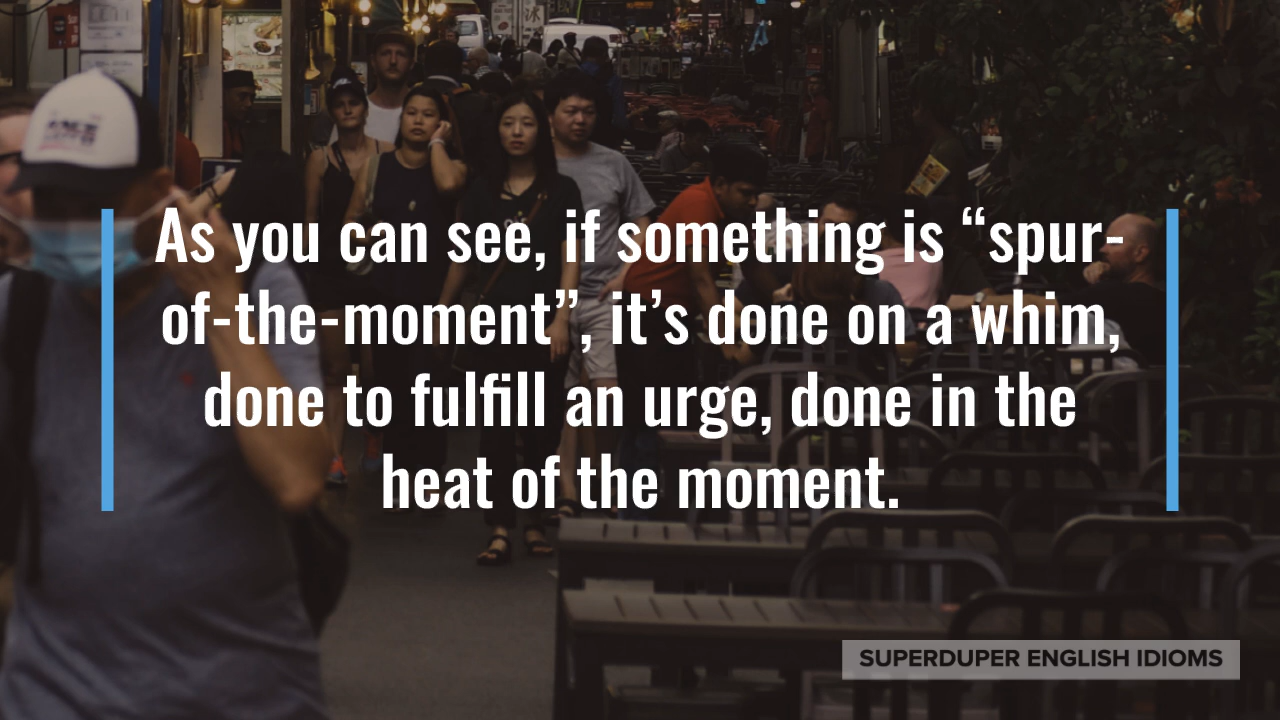 冰
As you can see, if something is “spur-
of-the-moment”, it’s done on a whim,
done to fulfill an urge, done in the
heat of the moment.
SUPERDUPER ENGLISH IDIOMS